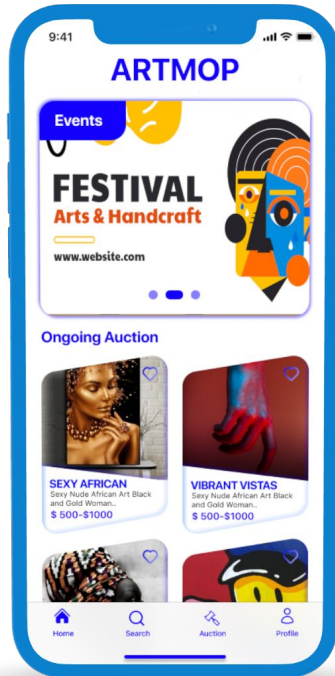 9:41
ARTMOP
Events
FESTIVAL
Arts & Handcraft
www.website.com
Ongoing Auction
SEXY AFRICAN
Sexy Nude African Art Black
and Gold Woman..
$ 500-$1000
VIBRANT VISTAS
Sexy Nude African Art Black
and Gold Woman..
$ 500-$1000
Home
Search
Auction
Profile